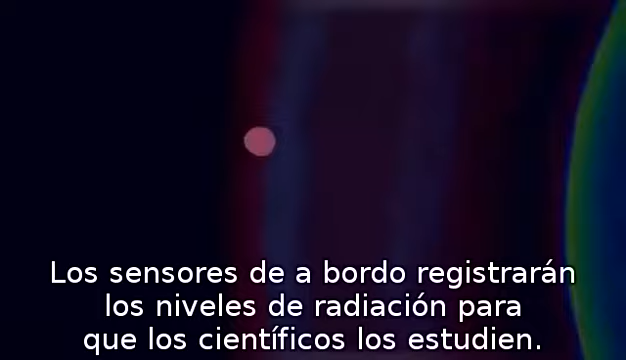 Los sensores de a bordo registrarán
los niveles de radiación para
que los científicos los estudien.